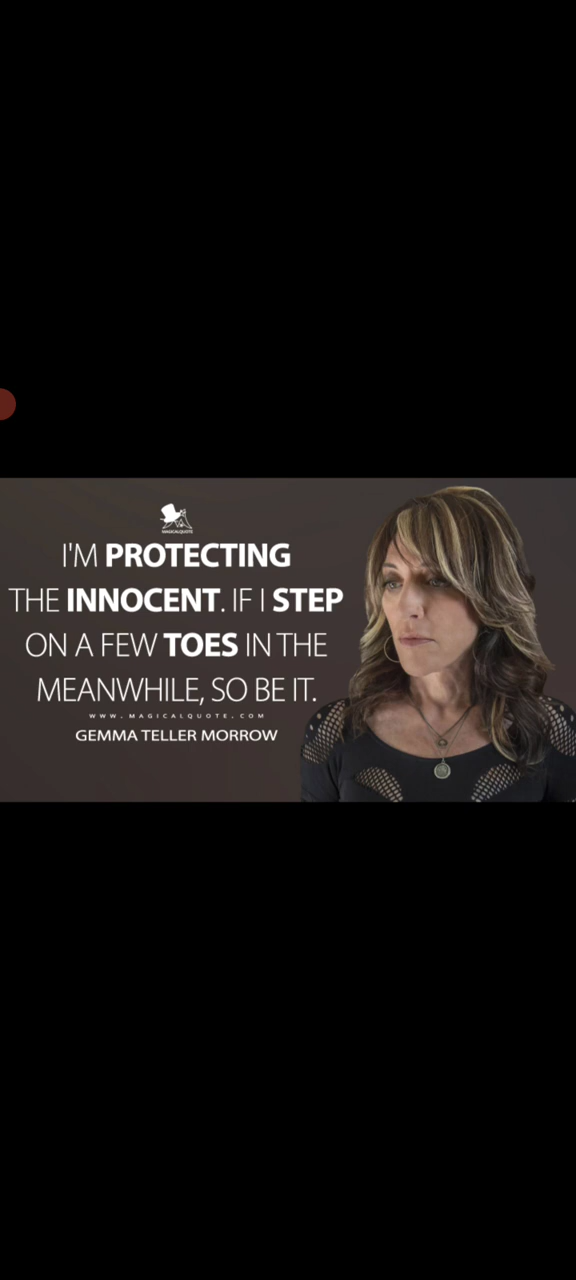 MAGICALQUOTE
I'M PROTECTING
THE INNOCENT. IF I STEP
ON A FEW TOES IN THE
MEANWHILE, SO BE IT.
WWW.MAGICALQUOTE.COM
GEMMA TELLER MORROW